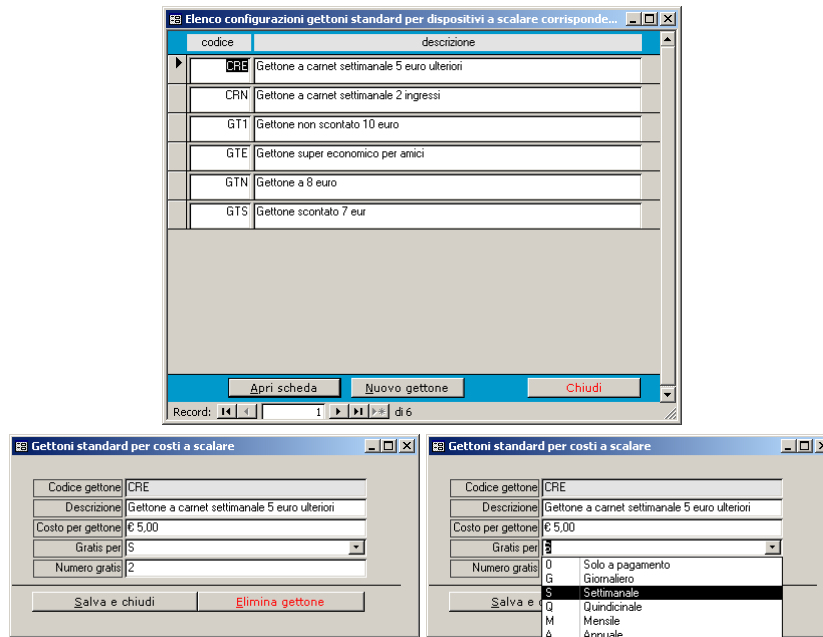 Elenco configurazioni gettoni standard per dispositivi a scalare corrisponde...
codice descrizione
CRE Gettone a carnet settimanale 5 euro ulteriori
CRN Gettone a carnet settimanale 2 ingressi
GT1 Gettone non scontato 10 euro
GTE Gettone super economico per amici
GTN Gettone a 8 euro
GTS Gettone scontato 7 eur
Apri scheda Nuovo gettone Chiudi
Record: 1 di 6
Gettoni standard per costi a scalare
Codice gettone CRE
Descrizione Gettone a carnet settimanale 5 euro ulteriori
Costo per gettone € 5,00
Gratis per S
Numero gratis 2
Salva e chiudi Elimina gettone
Gettoni standard per costi a scalare
Codice gettone CRE
Descrizione Gettone a carnet settimanale 5 euro ulteriori
Costo per gettone € 5,00
Gratis per S
Numero gratis
0 Solo a pagamento
G Giornaliero
S Settimanale
Q Quindicinale
M Mensile
A Annuale
Salva e